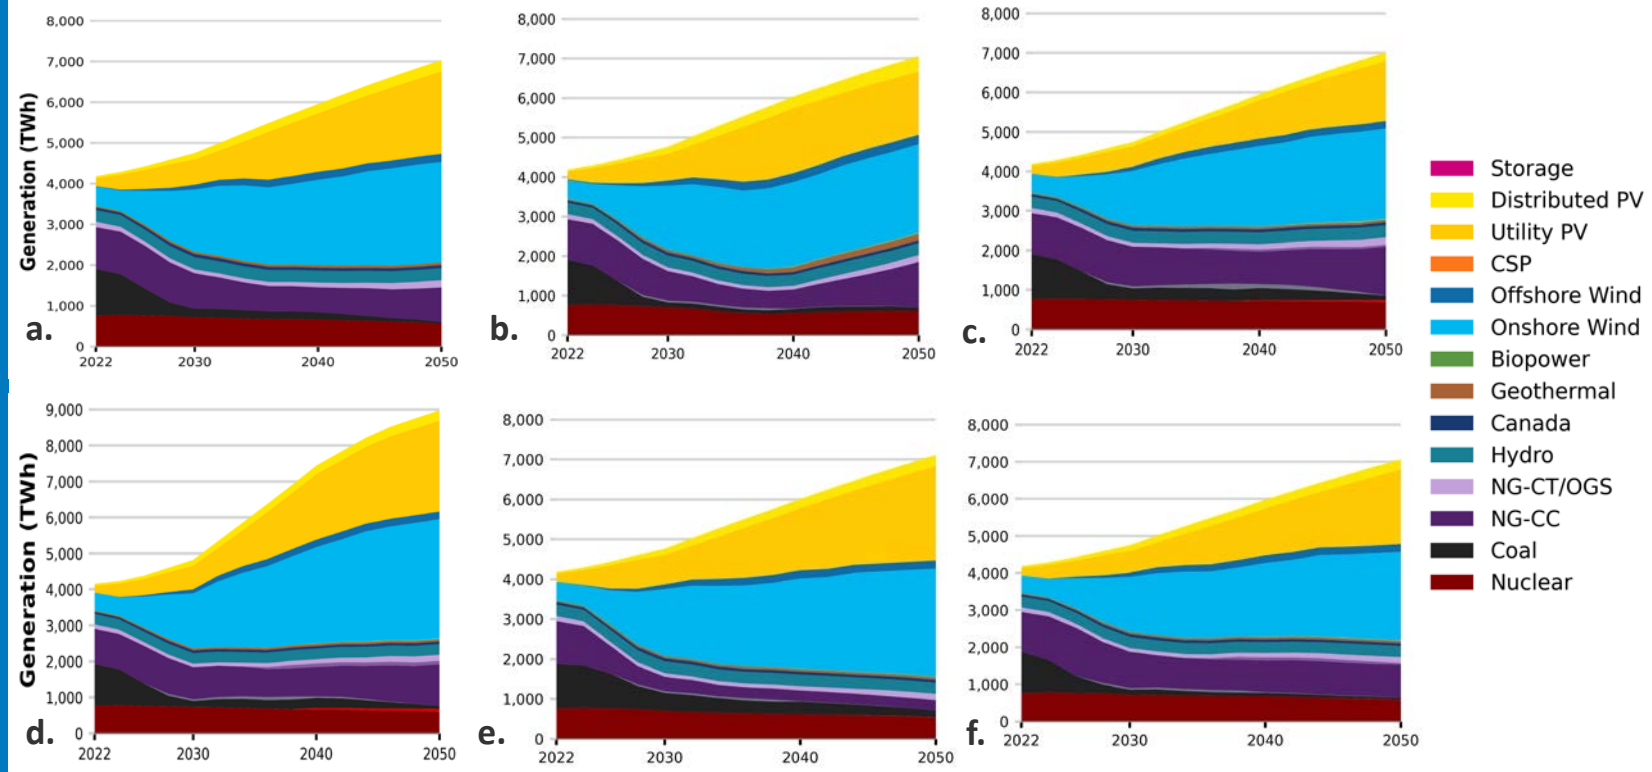 Generation (TWh)
8,000
7,000
6,000
5,000
4,000
3,000
2,000
1,000
0
2022 2030 2040 2050
a.
8,000
7,000
6,000
5,000
4,000
3,000
2,000
1,000
0
2022 2030 2040 2050
b.
8,000
7,000
6,000
5,000
4,000
3,000
2,000
1,000
0
2022 2030 2040 2050
c.
Storage
Distributed PV
Utility PV
CSP
Offshore Wind
Onshore Wind
Biopower
Geothermal
Canada
Hydro
NG-CT/OGS
NG-CC
Coal
Nuclear
Generation (TWh)
9,000
8,000
7,000
6,000
5,000
4,000
3,000
2,000
1,000
0
2022 2030 2040 2050
d.
8,000
7,000
6,000
5,000
4,000
3,000
2,000
1,000
0
2022 2030 2040 2050
e.
8,000
7,000
6,000
5,000
4,000
3,000
2,000
1,000
0
2022 2030 2040 2050
f.